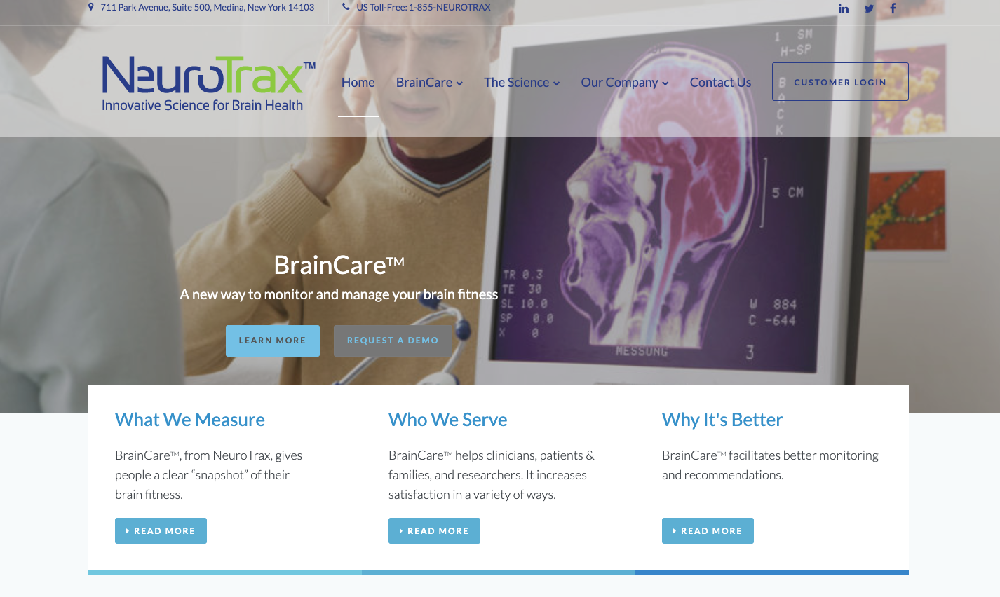 711 Park Avenue, Suite 500, Medina, New York 14103
US Toll-Free: 1-855-NEUROTRAX
NeuroTrax™
Innovative Science for Brain Health
Home
BrainCare
The Science
Our Company
Contact Us
CUSTOMER LOGIN
1 SM
H-SP
B
A
C
K
5 CM
TR 0.3
TE 30
SL 10.0
SP 0.0
X 0
W 884
C -644
MESSUNG
3
BrainCare™
A new way to monitor and manage your brain fitness
LEARN MORE
REQUEST A DEMO
What We Measure
BrainCare™, from NeuroTrax, gives
people a clear “snapshot” of their
brain fitness.
READ MORE
Who We Serve
BrainCare™ helps clinicians, patients &
families, and researchers. It increases
satisfaction in a variety of ways.
READ MORE
Why It's Better
BrainCare™ facilitates better monitoring
and recommendations.
READ MORE